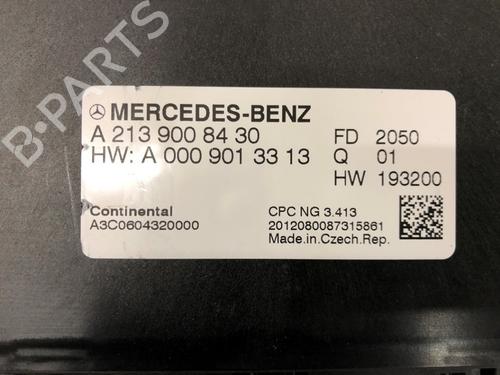 MERCEDES-BENZ
A 213 900 84 30 FD 2050
HW: A 000 901 33 13 Q 01
HW 193200
Continental CPC NG 3.413
A3C0604320000 2012080087315861
Made.in.Czech.Rep.
B-PARTS